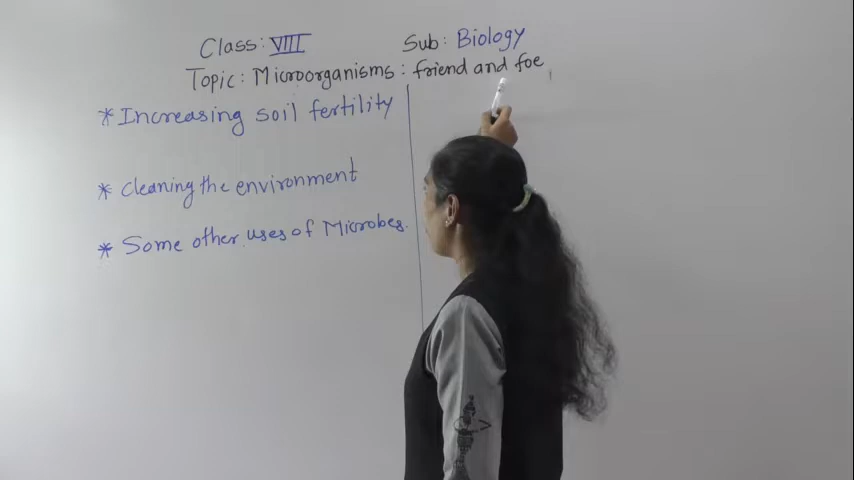 Class: VIII Sub: Biology
Topic: Microorganisms: friend and foe
* Increasing soil fertility
* Cleaning the environment
* Some other uses of Microbes.